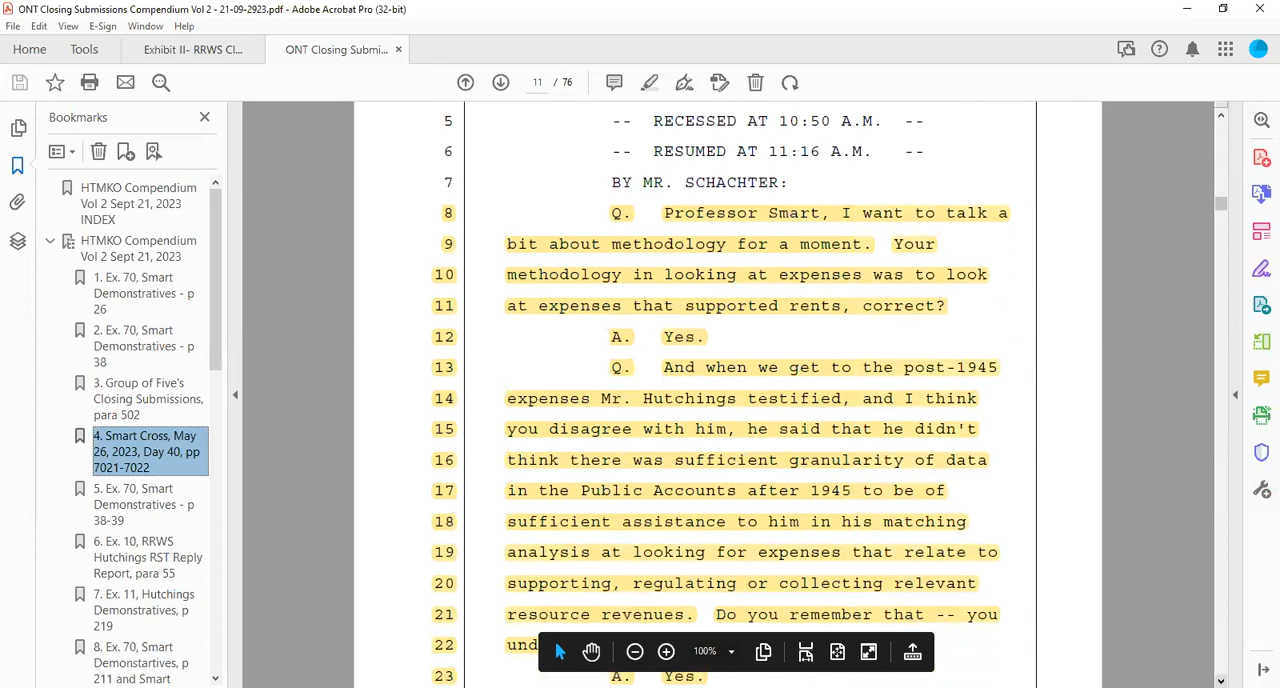 ONT Closing Submissions Compendium Vol 2 - 21-09-2923.pdf - Adobe Acrobat Pro (32-bit)
File Edit View E-Sign Window Help
Home Tools Exhibit II- RRWS Cl... ONT Closing Submi... ×
11 / 76
Bookmarks
HTMKO Compendium
Vol 2 Sept 21, 2023
INDEX
HTMKO Compendium
Vol 2 Sept 21, 2023
1. Ex. 70, Smart
Demonstratives - p
26
2. Ex. 70, Smart
Demonstratives - p
38
3. Group of Five's
Closing Submissions,
para 502
4. Smart Cross, May
26, 2023, Day 40, pp
7021-7022
5. Ex. 70, Smart
Demonstratives - p
38-39
6. Ex. 10, RRWS
Hutchings RST Reply
Report, para 55
7. Ex. 11, Hutchings
Demonstratives, p
219
8. Ex. 70, Smart
Demonstartives, p
211 and Smart
5 -- RECESSED AT 10:50 A.M. --
6 -- RESUMED AT 11:16 A.M. --
7 BY MR. SCHACHTER:
8 Q. Professor Smart, I want to talk a
9 bit about methodology for a moment. Your
10 methodology in looking at expenses was to look
11 at expenses that supported rents, correct?
12 A. Yes.
13 Q. And when we get to the post-1945
14 expenses Mr. Hutchings testified, and I think
15 you disagree with him, he said that he didn't
16 think there was sufficient granularity of data
17 in the Public Accounts after 1945 to be of
18 sufficient assistance to him in his matching
19 analysis at looking for expenses that relate to
20 supporting, regulating or collecting relevant
21 resource revenues. Do you remember that -- you
22 und
23 A. Yes.
100%